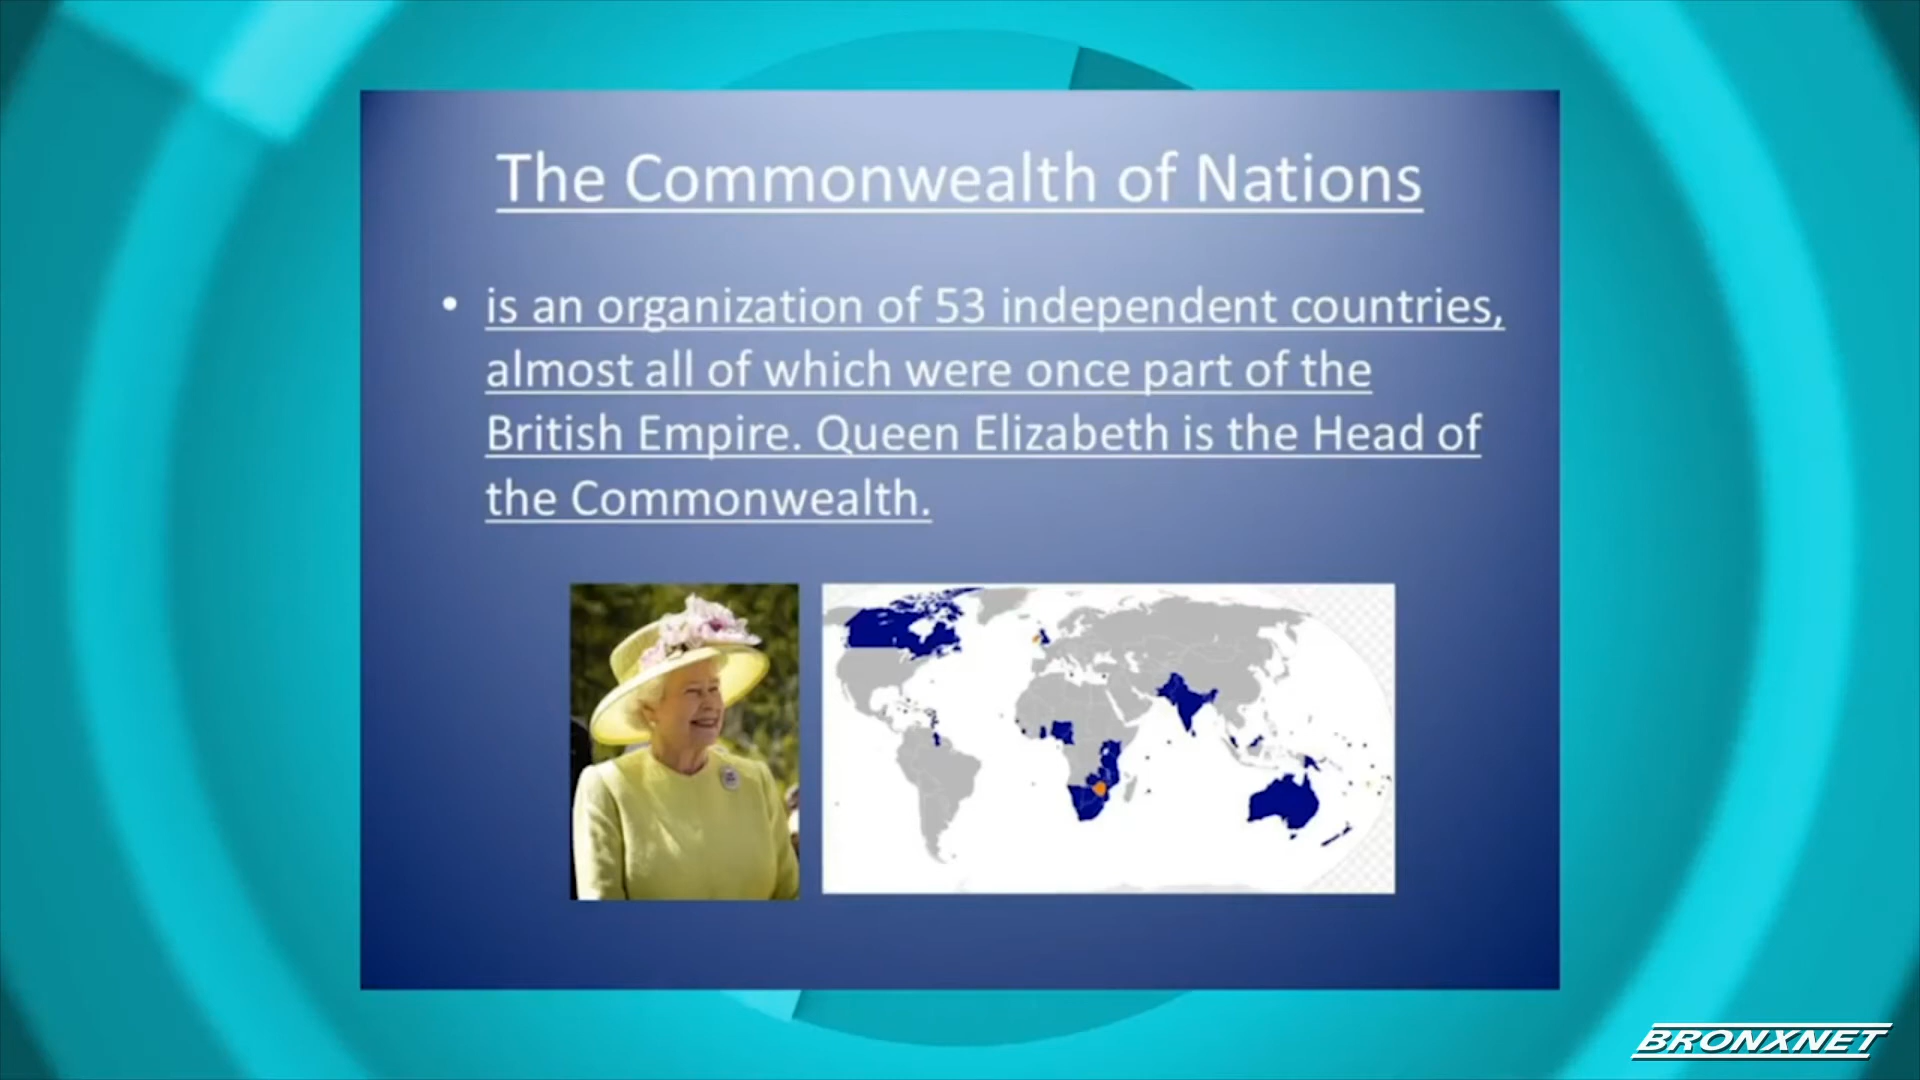 The Commonwealth of Nations
• is an organization of 53 independent countries,
almost all of which were once part of the
British Empire. Queen Elizabeth is the Head of
the Commonwealth.
BRONXNET